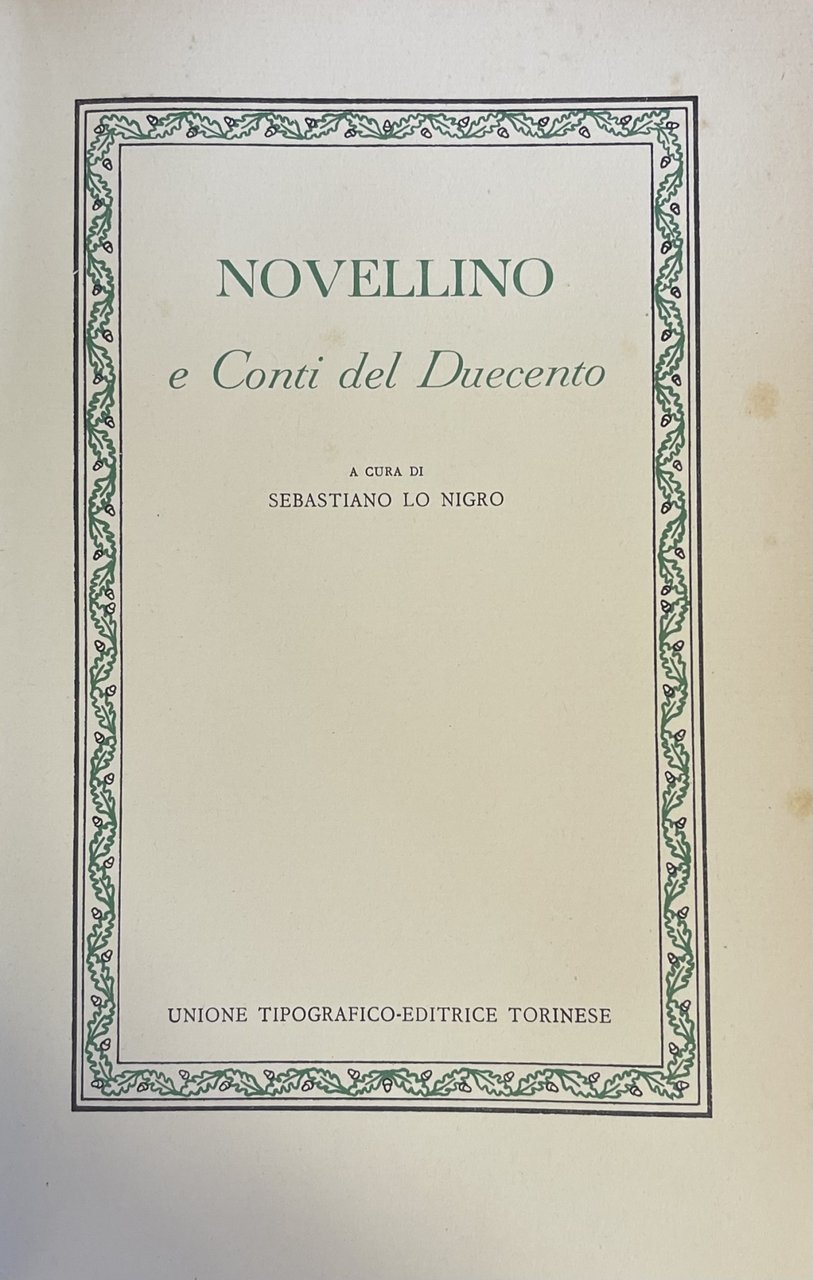 NOVELLINO
e Conti del Duecento
A CURA DI
SEBASTIANO LO NIGRO
UNIONE TIPOGRAFICO-EDITRICE TORINESE